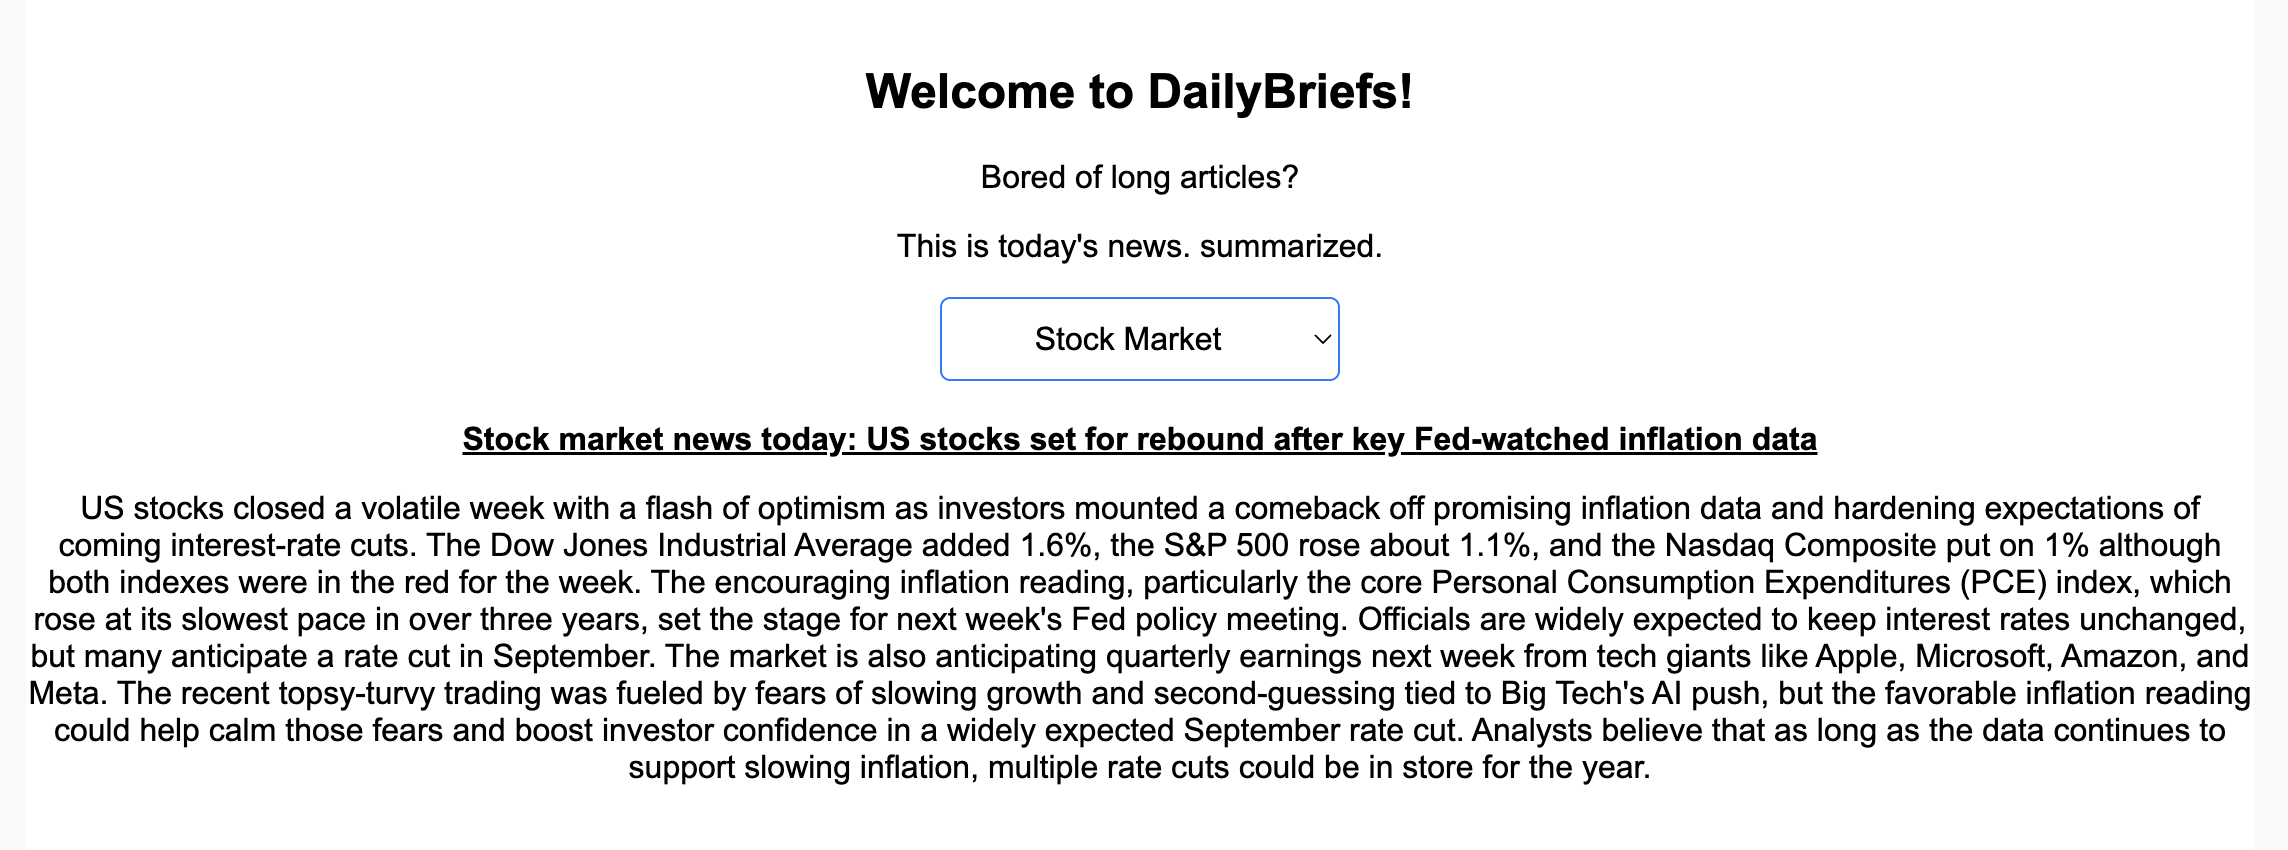 Welcome to DailyBriefs!
Bored of long articles?
This is today's news. summarized.
Stock Market
Stock market news today: US stocks set for rebound after key Fed-watched inflation data
US stocks closed a volatile week with a flash of optimism as investors mounted a comeback off promising inflation data and hardening expectations of
coming interest-rate cuts. The Dow Jones Industrial Average added 1.6%, the S&P 500 rose about 1.1%, and the Nasdaq Composite put on 1% although
both indexes were in the red for the week. The encouraging inflation reading, particularly the core Personal Consumption Expenditures (PCE) index, which
rose at its slowest pace in over three years, set the stage for next week's Fed policy meeting. Officials are widely expected to keep interest rates unchanged,
but many anticipate a rate cut in September. The market is also anticipating quarterly earnings next week from tech giants like Apple, Microsoft, Amazon, and
Meta. The recent topsy-turvy trading was fueled by fears of slowing growth and second-guessing tied to Big Tech's AI push, but the favorable inflation reading
could help calm those fears and boost investor confidence in a widely expected September rate cut. Analysts believe that as long as the data continues to
support slowing inflation, multiple rate cuts could be in store for the year.